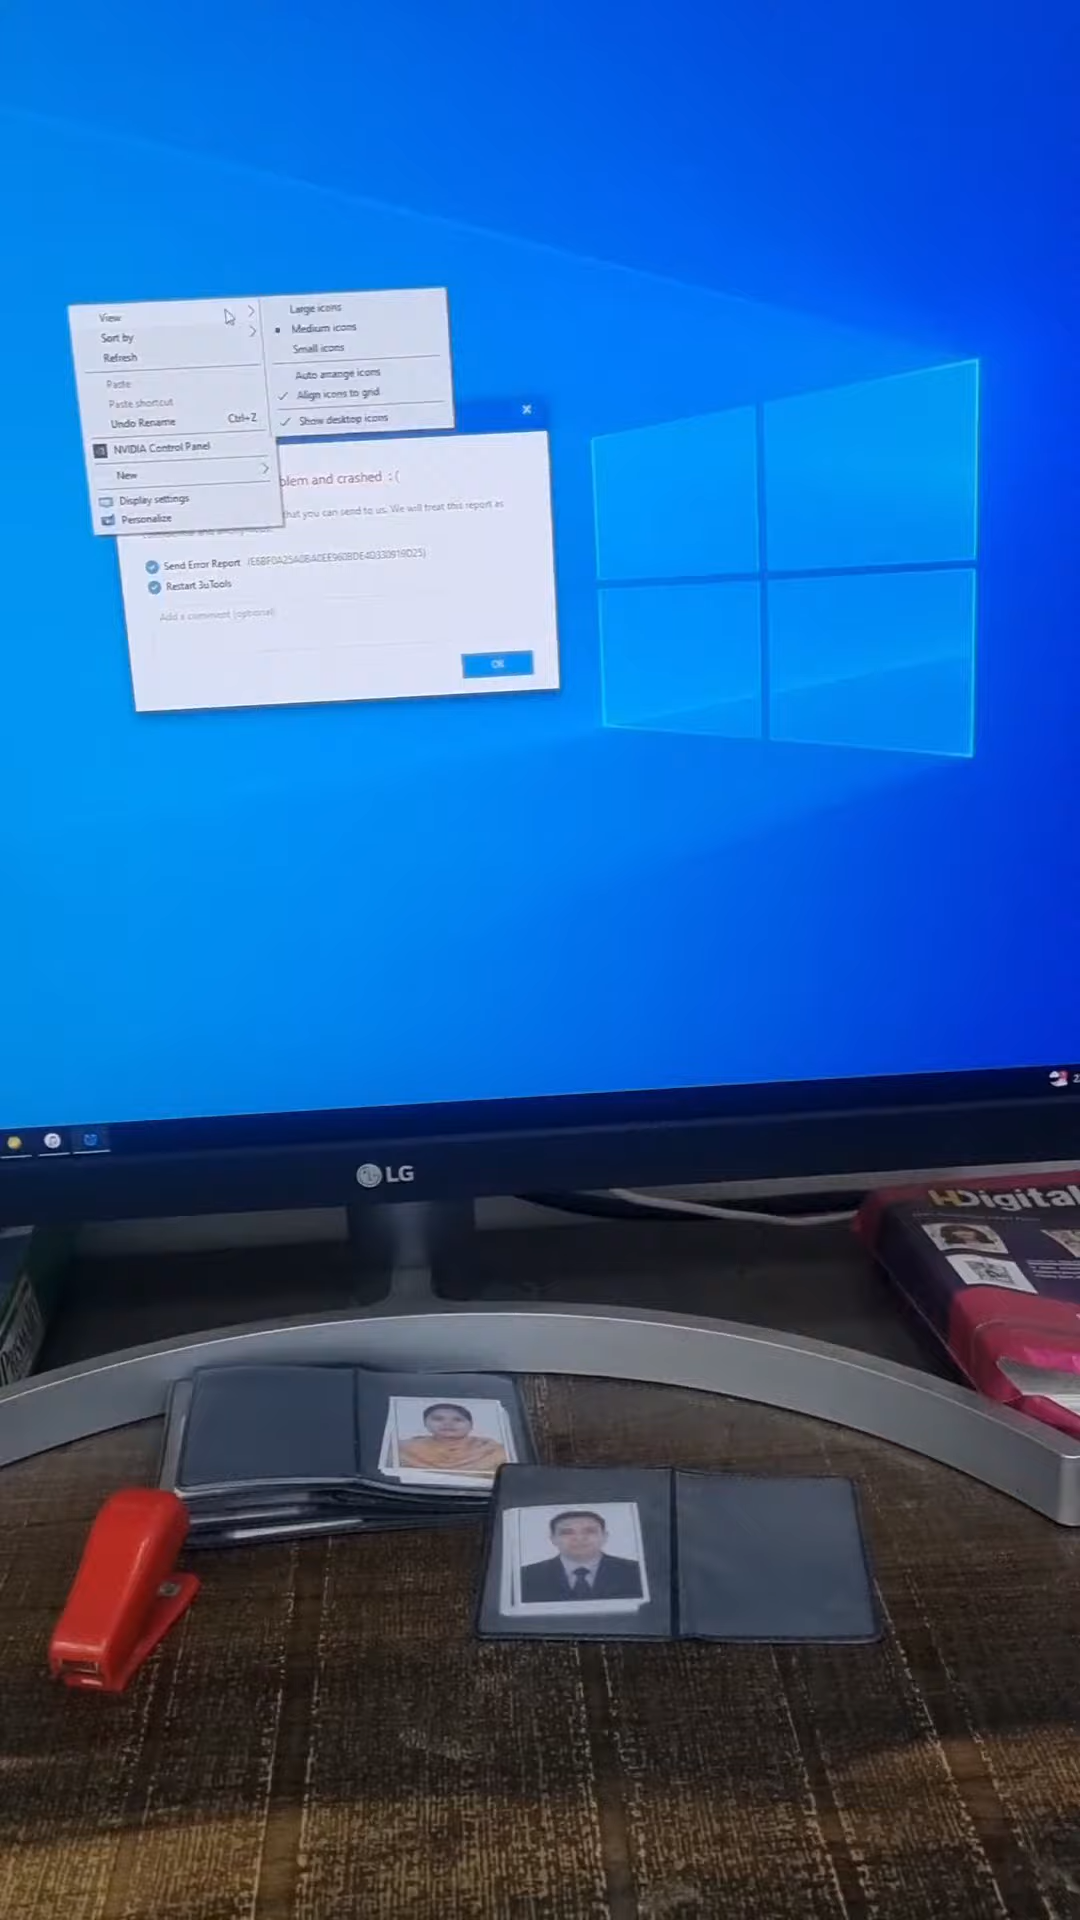 View
Sort by
Refresh
Paste
Paste shortcut
Undo Rename Ctrl+Z
NVIDIA Control Panel
New
Display settings
Personalize
Large icons
Medium icons
Small icons
Auto arrange icons
Align icons to grid
Show desktop icons
blem and crashed :(
that you can send to us. We will treat this report as
Send Error Report
Restart 3uTools
Add a comment (optional)
OK
LG
HDigital